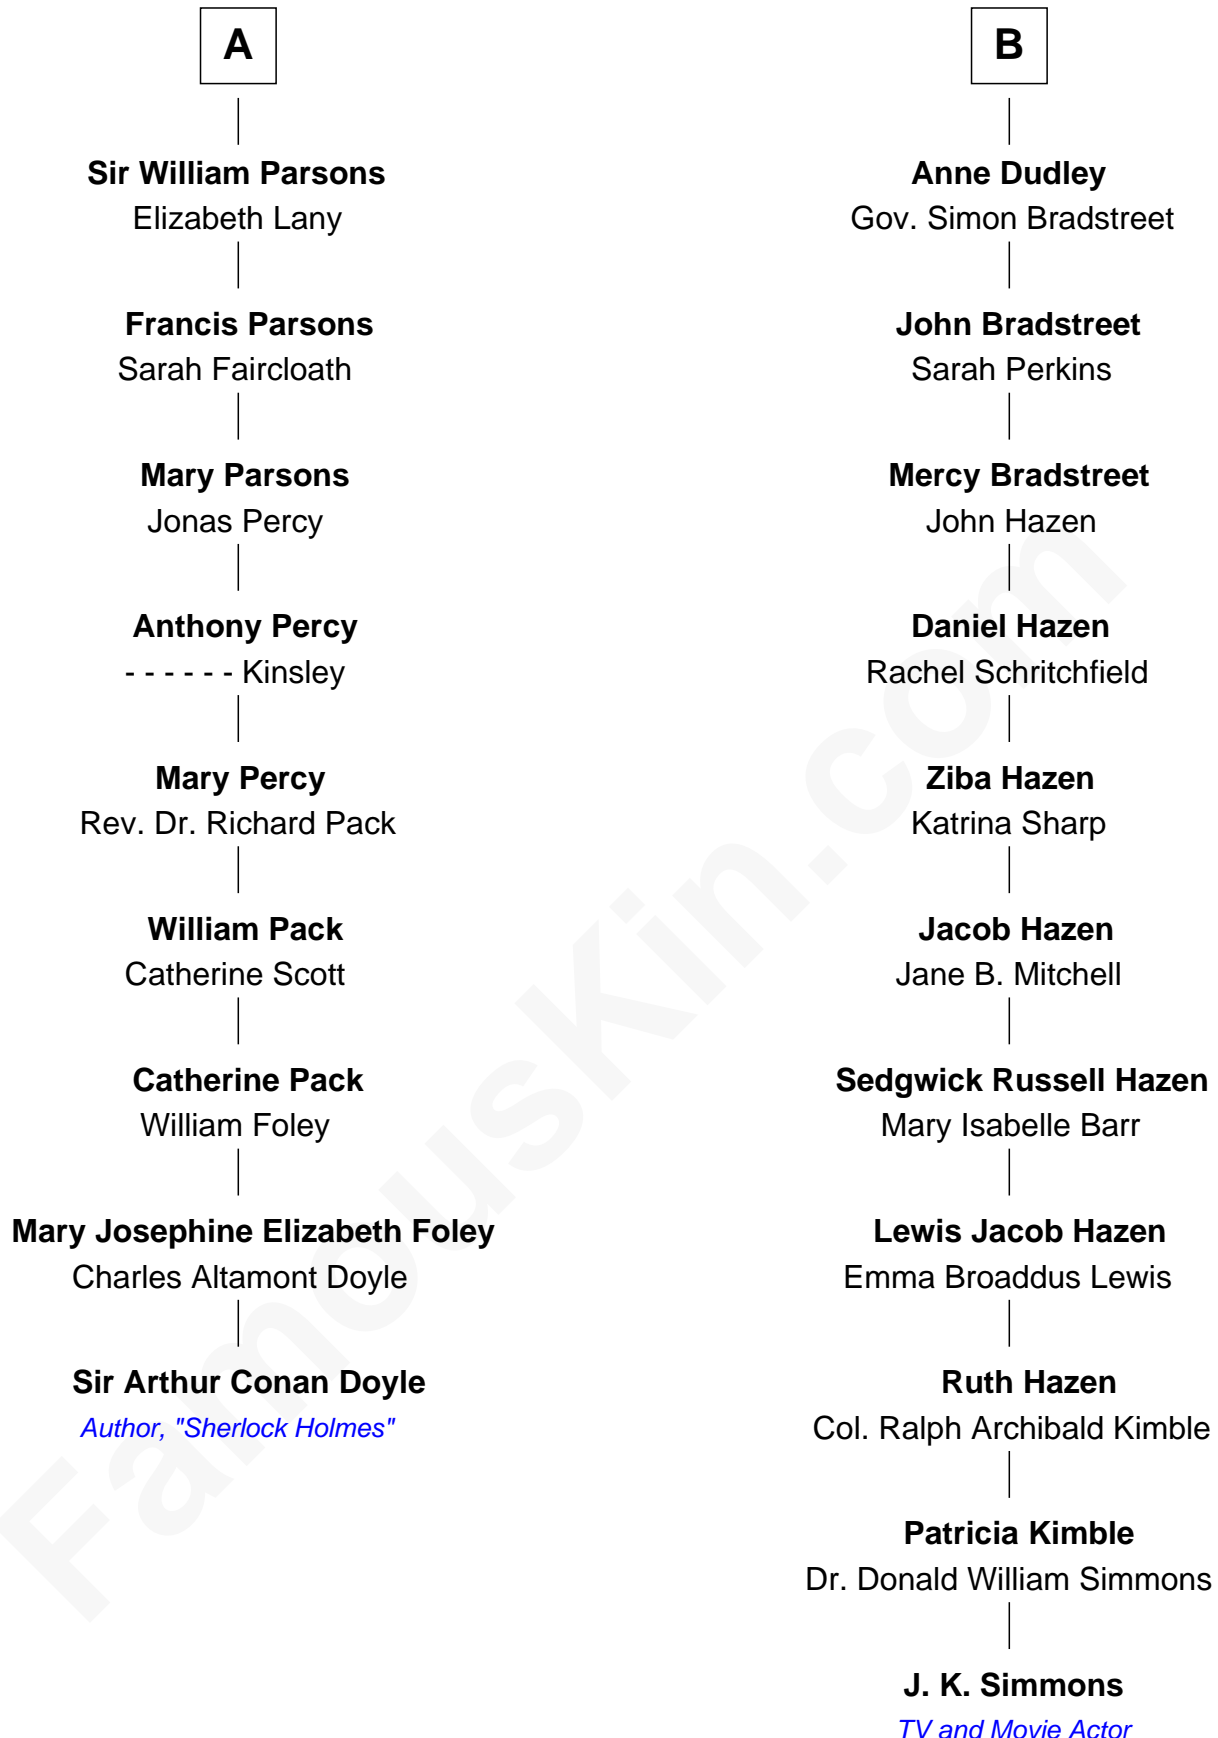 A
Sir William Parsons
Elizabeth Lany
Francis Parsons
Sarah Faircloath
Mary Parsons
Jonas Percy
Anthony Percy
- - - - - - Kinsley
Mary Percy
Rev. Dr. Richard Pack
William Pack
Catherine Scott
Catherine Pack
William Foley
Mary Josephine Elizabeth Foley
Charles Altamont Doyle
Sir Arthur Conan Doyle
Author, "Sherlock Holmes"
B
Anne Dudley
Gov. Simon Bradstreet
John Bradstreet
Sarah Perkins
Mercy Bradstreet
John Hazen
Daniel Hazen
Rachel Schritchfield
Ziba Hazen
Katrina Sharp
Jacob Hazen
Jane B. Mitchell
Sedgwick Russell Hazen
Mary Isabelle Barr
Lewis Jacob Hazen
Emma Broaddus Lewis
Ruth Hazen
Col. Ralph Archibald Kimble
Patricia Kimble
Dr. Donald William Simmons
J. K. Simmons
TV and Movie Actor
FamousKin.com